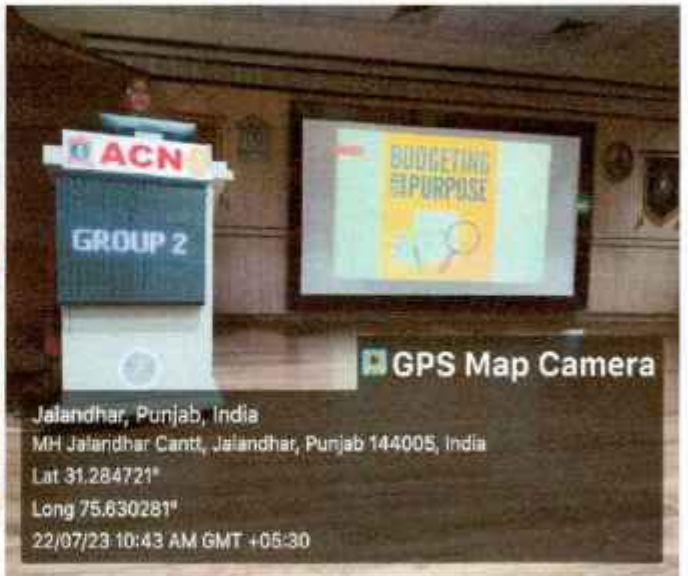 ACN
GROUP 2
BUDGETING
PURPOSE
GPS Map Camera
Jalandhar, Punjab, India
MH Jalandhar Cantt, Jalandhar, Punjab 144005, India
Lat 31.284721°
Long 75.630281°
22/07/23 10:43 AM GMT +05:30